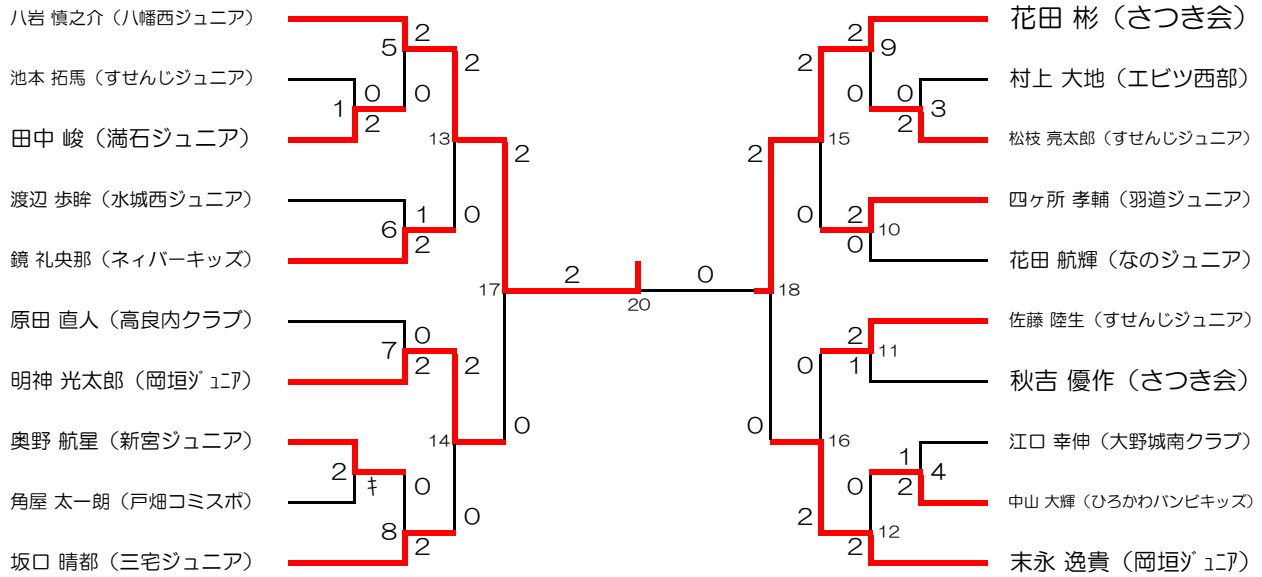 八岩 慎之介（八幡西ジュニア）
池本 拓馬（すせんじジュニア）
田中 峻（満石ジュニア）
渡辺 歩眸（水城西ジュニア）
鏡 礼央那（ネィバーキッズ）
原田 直人（高良内クラブ）
明神 光太郎（岡垣ｼﾞｭﾆｱ）
奥野 航星（新宮ジュニア）
角屋 太一朗（戸畑コミスポ）
坂口 晴都（三宅ジュニア）
5
2
0
1
0
2
2
13
6
1
2
0
2
7
0
2
2
14
2
ｷ
0
8
2
0
17
0
2
20
0
18
2
0
2
15
0
2
9
0
0
2
3
2
0
10
0
2
1
11
16
2
0
1
2
4
12
2
花田 彬（さつき会）
村上 大地（エビツ西部）
松枝 亮太郎（すせんじジュニア）
四ヶ所 孝輔（羽道ジュニア）
花田 航輝（なのジュニア）
佐藤 陸生（すせんじジュニア）
秋吉 優作（さつき会）
江口 幸伸（大野城南クラブ）
中山 大輝（ひろかわバンビキッズ）
末永 逸貴（岡垣ｼﾞｭﾆｱ）